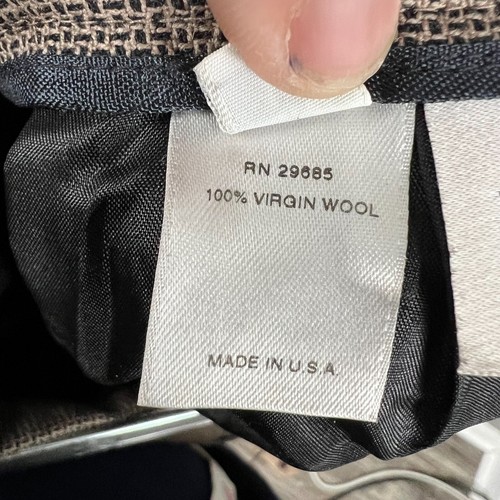 RN 29685
100% VIRGIN WOOL
MADE IN U.S.A